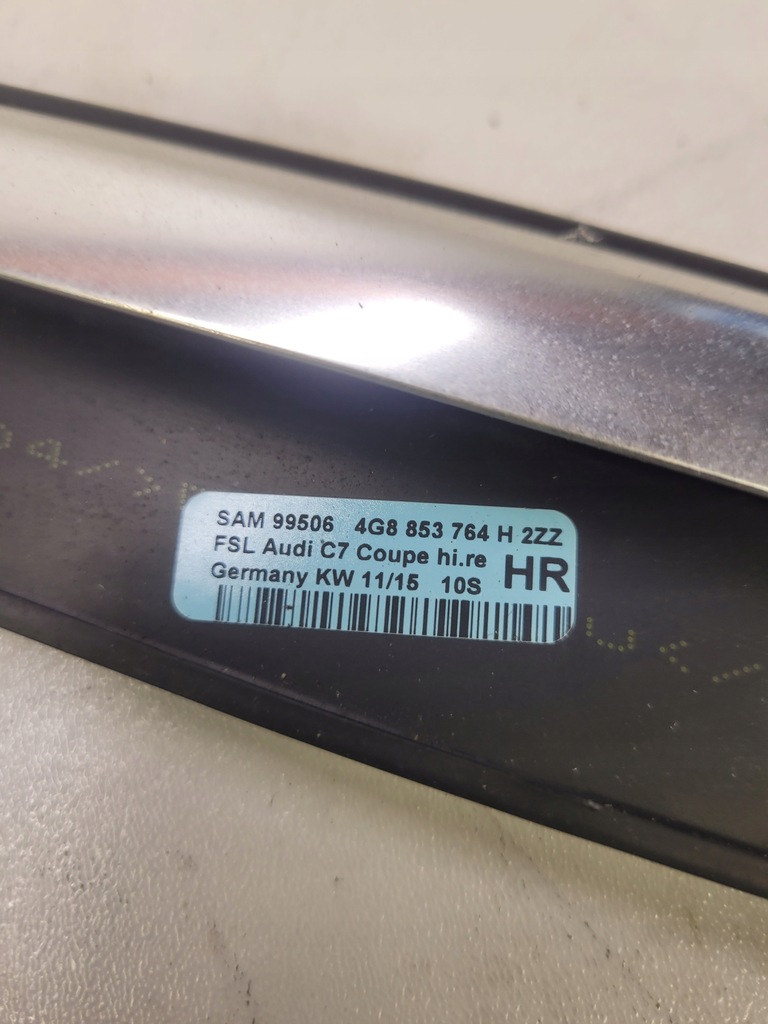 SAM 99506 4G8 853 764 H 2ZZ
FSL Audi C7 Coupe hi.re
HR
Germany KW 11/15 10S